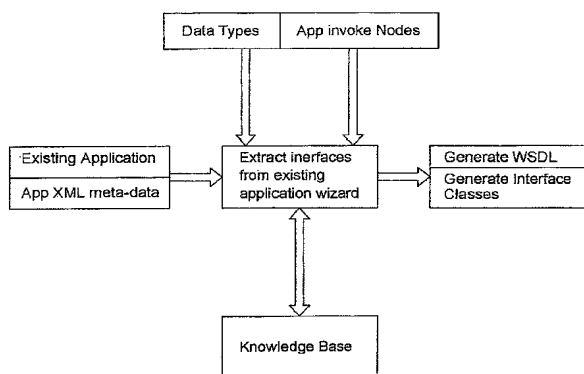 Data Types
App invoke Nodes
Existing Application
App XML meta-data
Extract inerfaces
from existing
application wizard
Generate WSDL
Generate Interface
Classes
Knowledge Base